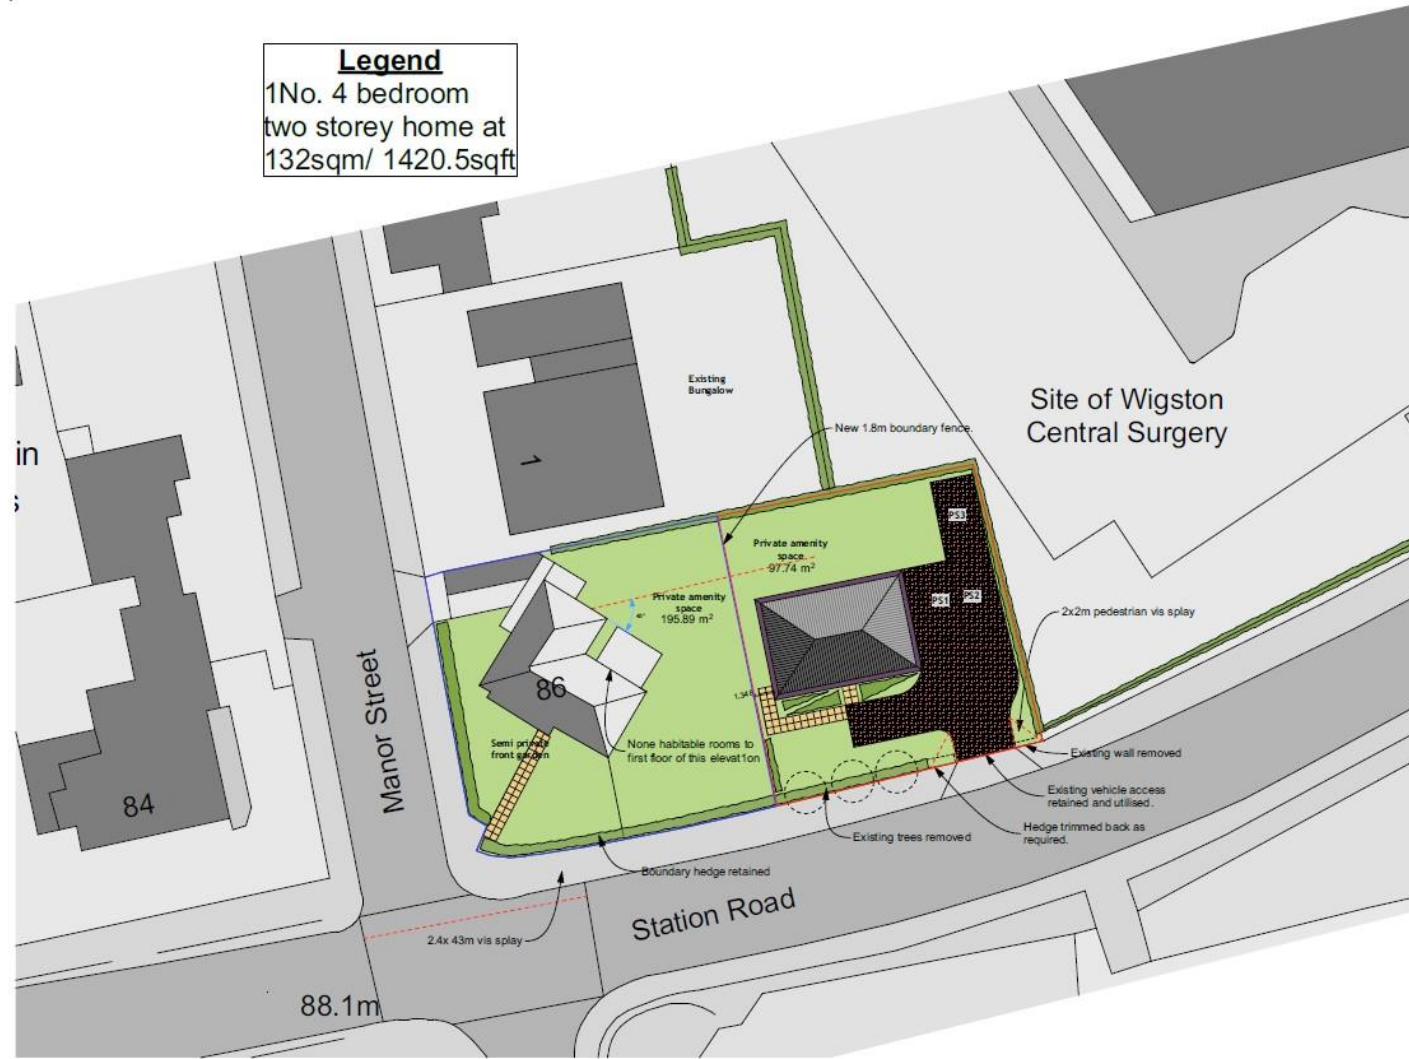 Legend
1No. 4 bedroom
two storey home at
132sqm/ 1420.5sqft
Existing
Bungalow
Site of Wigston
Central Surgery
New 1.8m boundary fence.
in
1
PS3
Private amenity
space.
97.74 m²
Private amenity
space
195.89 m²
45°
PS1
PS2
2x2m pedestrian vis splay
86
Manor Street
Semi private
front garden
None habitable rooms to
first floor of this elevation
Existing wall removed
Existing vehicle access
retained and utilised.
84
Hedge trimmed back as
required.
Existing trees removed
Boundary hedge retained
Station Road
2.4x 43m vis splay
88.1m